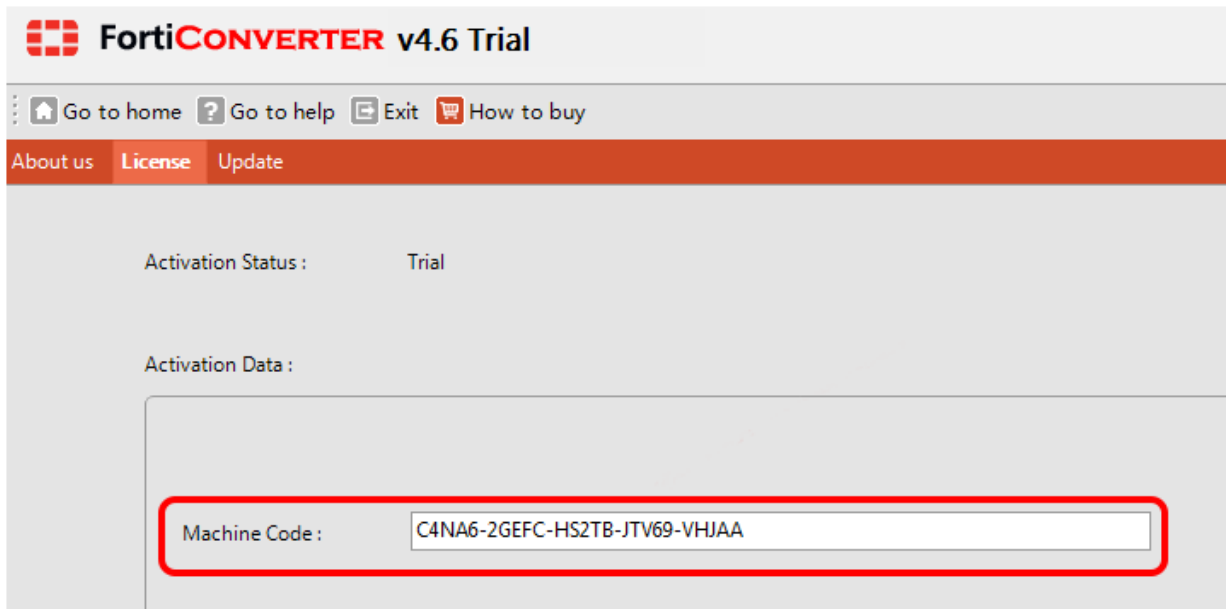 FortiCONVERTER v4.6 Trial
Go to home Go to help Exit How to buy
About us License Update
Activation Status : Trial
Activation Data :
Machine Code : C4NA6-2GEFC-HS2TB-JTV69-VHJAA